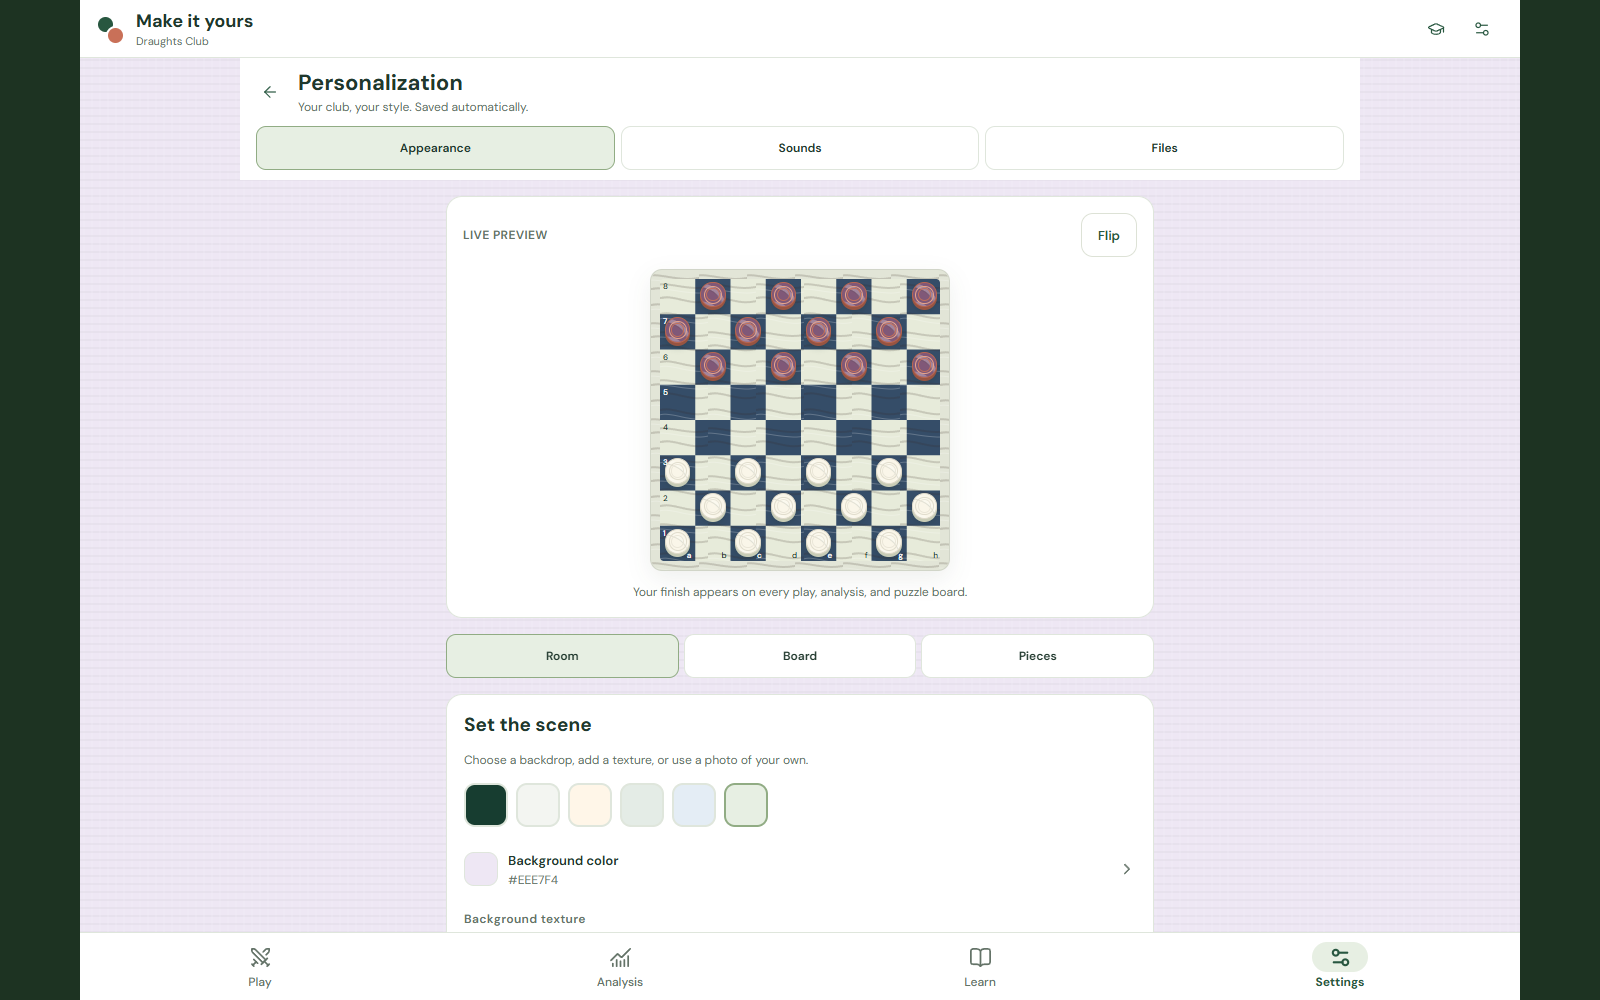 Make it yours
Draughts Club
Personalization
Your club, your style. Saved automatically.
Appearance
Sounds
Files
LIVE PREVIEW
Flip
8
7
6
5
4
3
2
1
a b c d e f g h
Your finish appears on every play, analysis, and puzzle board.
Room
Board
Pieces
Set the scene
Choose a backdrop, add a texture, or use a photo of your own.
Background color
#EEE7F4
Background texture
Play
Analysis
Learn
Settings